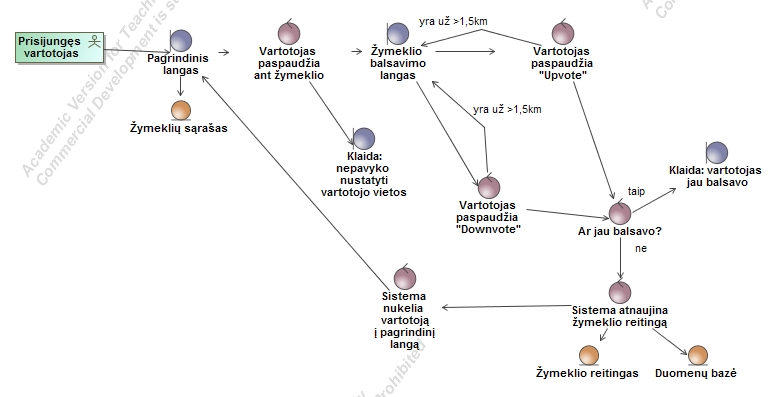 Prisijungęs
vartotojas
Pagrindinis
langas
Žymeklių sąrašas
Vartotojas
paspaudžia
ant žymeklio
Klaida:
nepavyko
nustatyti
vartotojo vietos
Žymeklio
balsavimo
langas
yra už >1,5km
Vartotojas
paspaudžia
"Upvote"
yra už >1,5km
Vartotojas
paspaudžia
"Downvote"
Klaida: vartotojas
jau balsavo
taip
Ar jau balsavo?
ne
Sistema
nukelia
vartotoją
į pagrindinį
langą
Sistema atnaujina
žymeklio reitingą
Žymeklio reitingas
Duomenų bazė
Academic Version for Teach
Commercial Development is s
Prohibited